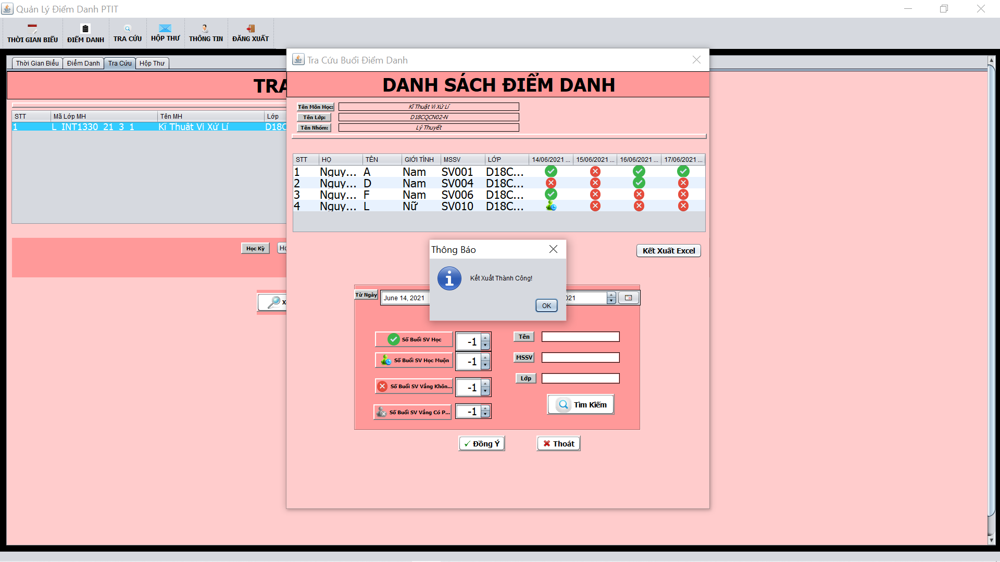 Quản Lý Điểm Danh PTIT
THỜI GIAN BIỂU
ĐIỂM DANH
TRA CỨU
HỘP THƯ
THÔNG TIN
ĐĂNG XUẤT
Thời Gian Biểu
Điểm Danh
Tra Cứu
Hộp Thư
TRA
STT Mã Lớp MH Tên MH Lớp
1 L_INT1330_21_3_1 Kĩ Thuật Vi Xử Lí D18C
Học Kỳ
Tra Cứu Buổi Điểm Danh
DANH SÁCH ĐIỂM DANH
Tên Môn Học: Kĩ Thuật Vi Xử Lí
Tên Lớp: D18CQCN02-N
Tên Nhóm: Lý Thuyết
STT HỌ TÊN GIỚI TÍNH MSSV LỚP 14/06/2021 ... 15/06/2021 ... 16/06/2021 ... 17/06/2021 ...
1 Nguy... A Nam SV001 D18C...
2 Nguy... D Nam SV004 D18C...
3 Nguy... F Nam SV006 D18C...
4 Nguy... L Nữ SV010 D18C...
Kết Xuất Excel
Thông Báo
Kết Xuất Thành Công!
OK
Từ Ngày June 14, 2021
021
Số Buổi SV Học -1
Số Buổi SV Học Muộn -1
Số Buổi SV Vắng Khôn... -1
Số Buổi SV Vắng Có P... -1
Tên
MSSV
Lớp
Tìm Kiếm
Đồng Ý
Thoát